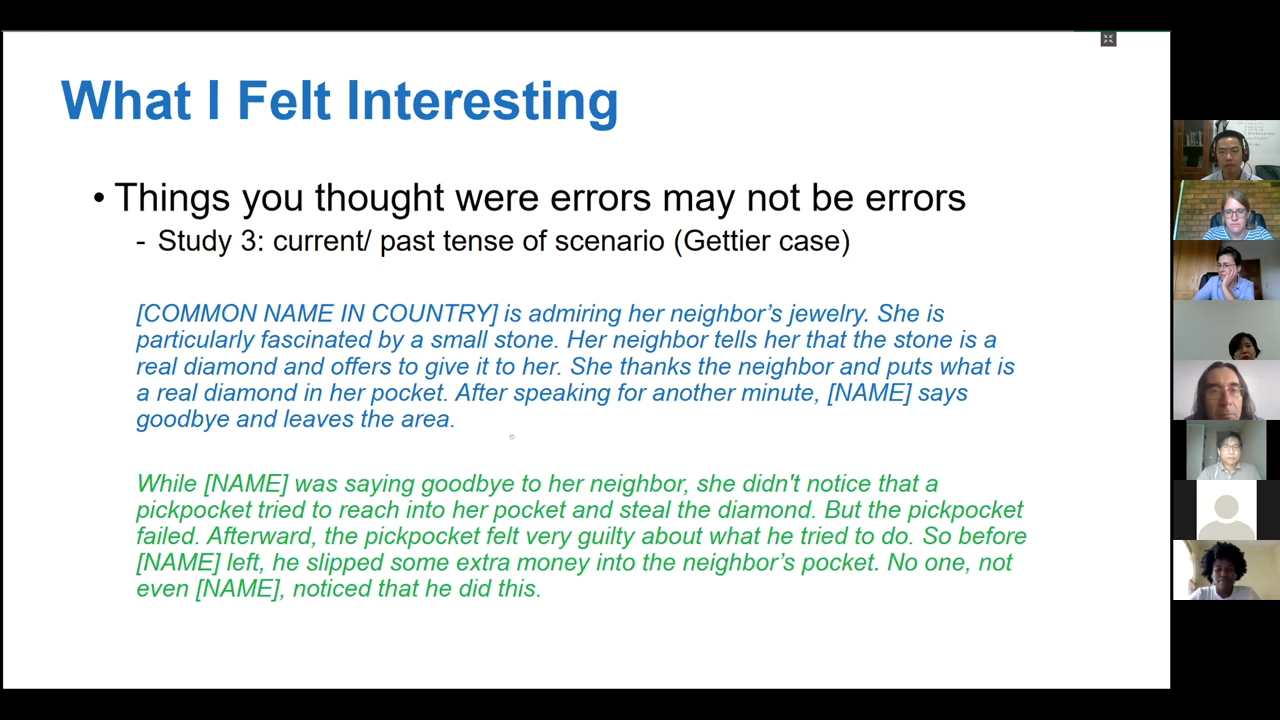 What I Felt Interesting
• Things you thought were errors may not be errors
- Study 3: current/ past tense of scenario (Gettier case)
[COMMON NAME IN COUNTRY] is admiring her neighbor’s jewelry. She is
particularly fascinated by a small stone. Her neighbor tells her that the stone is a
real diamond and offers to give it to her. She thanks the neighbor and puts what is
a real diamond in her pocket. After speaking for another minute, [NAME] says
goodbye and leaves the area.
While [NAME] was saying goodbye to her neighbor, she didn't notice that a
pickpocket tried to reach into her pocket and steal the diamond. But the pickpocket
failed. Afterward, the pickpocket felt very guilty about what he tried to do. So before
[NAME] left, he slipped some extra money into the neighbor’s pocket. No one, not
even [NAME], noticed that he did this.